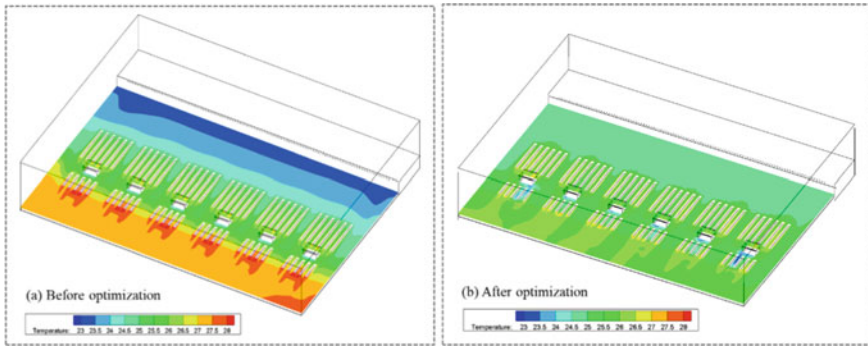 (a) Before optimization
Temperature: 23 23.5 24 24.5 25 25.5 26 26.5 27 27.5 28
(b) After optimization
Temperature: 23 23.5 24 24.5 25 25.5 26 26.5 27 27.5 28